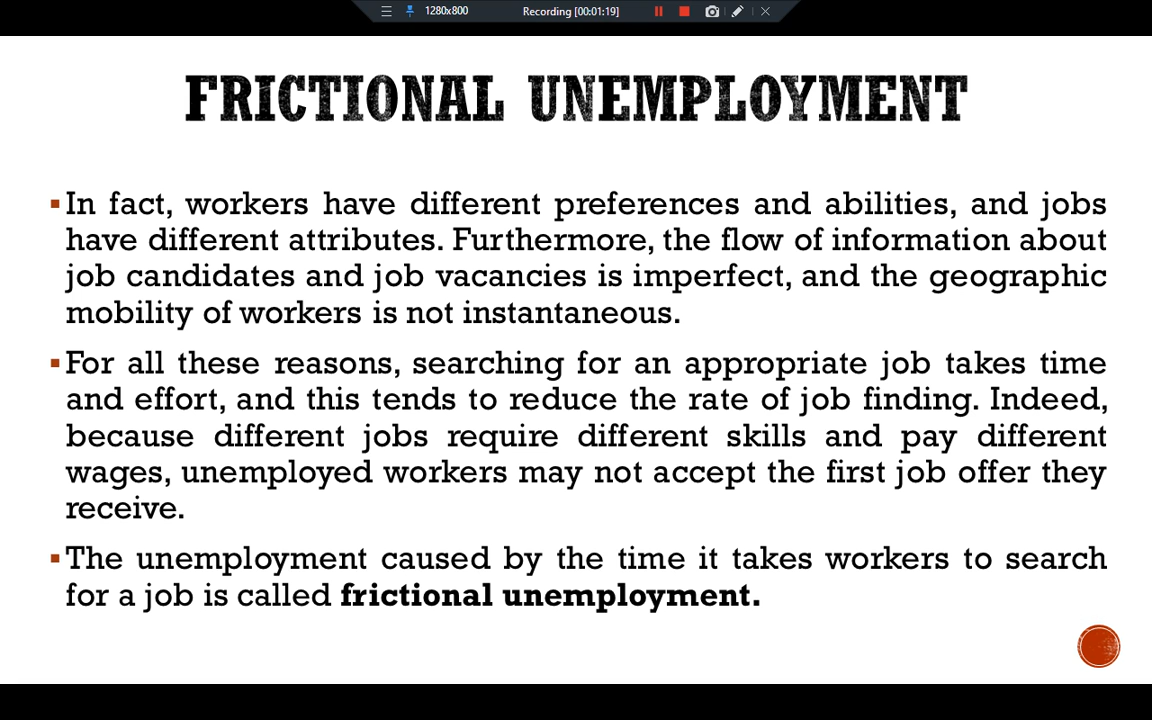 1280x800 Recording [00:01:19]
FRICTIONAL UNEMPLOYMENT
▪In fact, workers have different preferences and abilities, and jobs
have different attributes. Furthermore, the flow of information about
job candidates and job vacancies is imperfect, and the geographic
mobility of workers is not instantaneous.
▪For all these reasons, searching for an appropriate job takes time
and effort, and this tends to reduce the rate of job finding. Indeed,
because different jobs require different skills and pay different
wages, unemployed workers may not accept the first job offer they
receive.
▪The unemployment caused by the time it takes workers to search
for a job is called frictional unemployment.